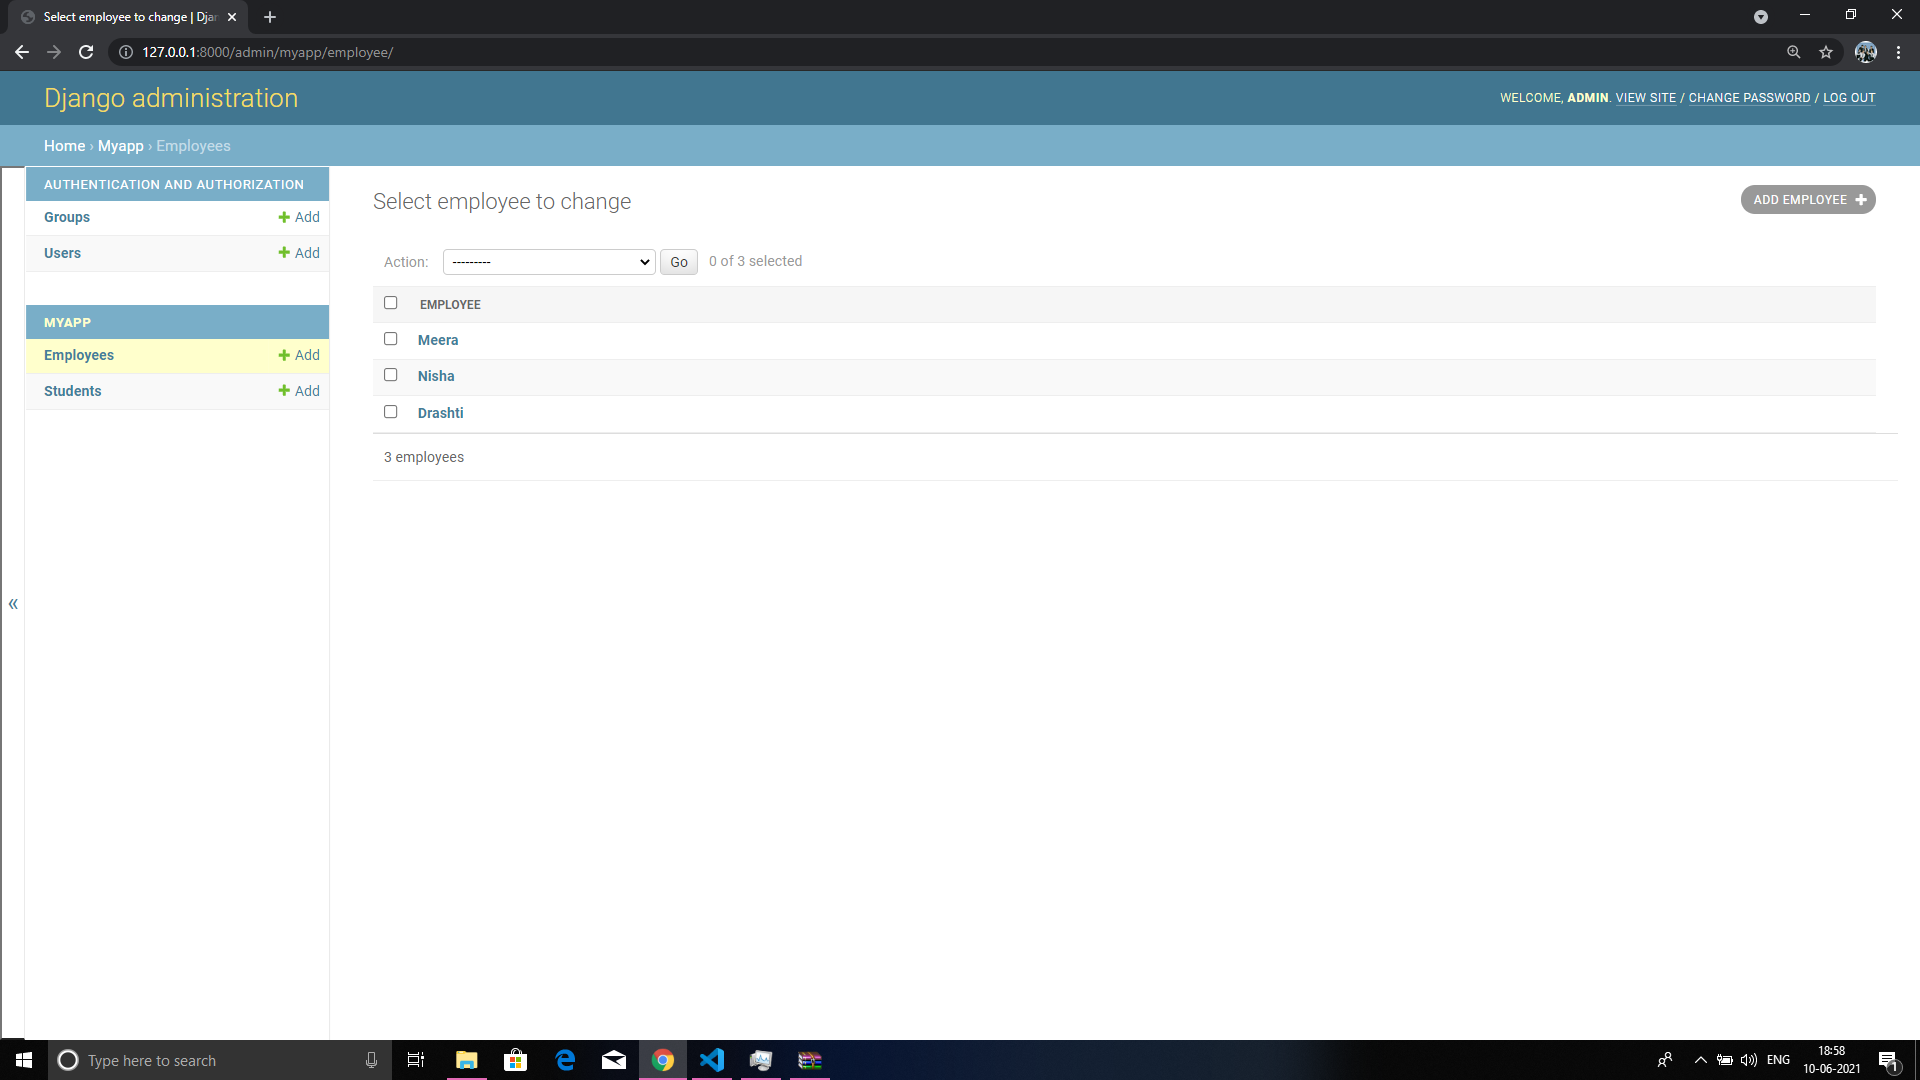 Select employee to change | Djan
127.0.0.1:8000/admin/myapp/employee/
Django administration
WELCOME, ADMIN. VIEW SITE / CHANGE PASSWORD / LOG OUT
Home › Myapp › Employees
AUTHENTICATION AND AUTHORIZATION
Groups + Add
Users + Add
MYAPP
Employees + Add
Students + Add
«
Select employee to change
ADD EMPLOYEE +
Action: --------- Go 0 of 3 selected
EMPLOYEE
Meera
Nisha
Drashti
3 employees
Type here to search
ENG
18:58
10-06-2021
1